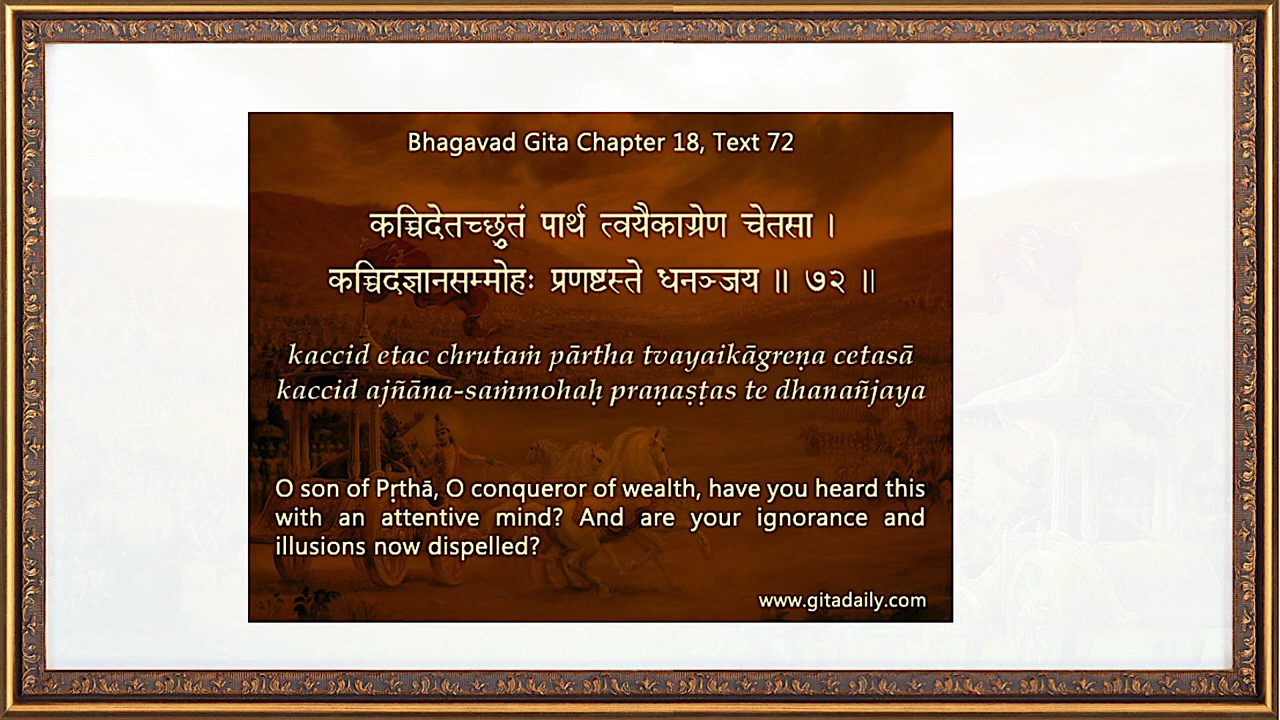 Bhagavad Gita Chapter 18, Text 72
कच्चिदेतच्छ्रुतं पार्थ त्वयैकाग्रेण चेतसा ।
कच्चिदज्ञानसम्मोहः प्रणष्टस्ते धनञ्जय ॥ ७२ ॥
kaccid etac chrutaṁ pārtha tvayaikāgreṇa cetasā
kaccid ajñāna-saṁmohaḥ praṇaṣṭas te dhanañjaya
O son of Pṛthā, O conqueror of wealth, have you heard this
with an attentive mind? And are your ignorance and
illusions now dispelled?
www.gitadaily.com